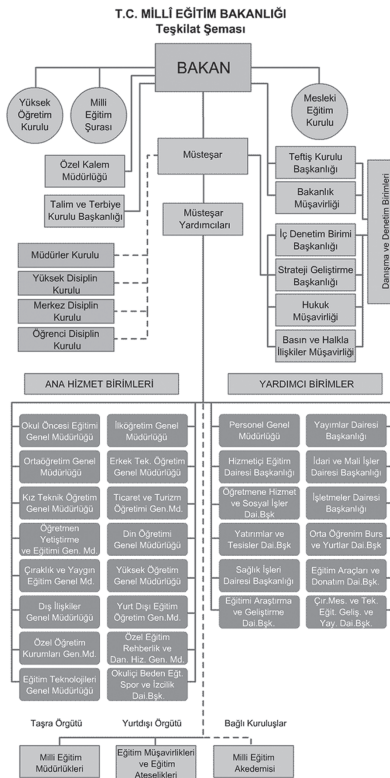 T.C. MİLLÎ EĞİTİM BAKANLIĞI
Teşkilat Şeması
BAKAN
Yüksek
Öğretim
Kurulu
Milli
Eğitim
Şurası
Mesleki
Eğitim
Kurulu
Özel Kalem
Müdürlüğü
Talim ve Terbiye
Kurulu Başkanlığı
Müsteşar
Müsteşar
Yardımcıları
Teftiş Kurulu
Başkanlığı
Bakanlık
Müşavirliği
İç Denetim Birimi
Başkanlığı
Strateji Geliştirme
Başkanlığı
Hukuk
Müşavirliği
Basın ve Halkla
İlişkiler Müşavirliği
Danışma ve Denetim Birimleri
Müdürler Kurulu
Yüksek Disiplin
Kurulu
Merkez Disiplin
Kurulu
Öğrenci Disiplin
Kurulu
ANA HİZMET BİRİMLERİ
Okul Öncesi Eğitimi
Genel Müdürlüğü
İlköğretim Genel
Müdürlüğü
Ortaöğretim Genel
Müdürlüğü
Erkek Tek. Öğretim
Genel Müdürlüğü
Kız Teknik Öğretim
Genel Müdürlüğü
Ticaret ve Turizm
Öğretimi Gen.Md.
Öğretmen
Yetiştirme
ve Eğitimi Gen. Md.
Din Öğretimi
Genel Müdürlüğü
Çıraklık ve Yaygın
Eğitim Genel Md.
Yüksek Öğretim
Genel Müdürlüğü
Dış İlişkiler
Genel Müdürlüğü
Yurt Dışı Eğitim
Öğretim Gen.Md.
Özel Öğretim
Kurumları Gen.Md.
Özel Eğitim
Rehberlik ve
Dan. Hiz. Gen. Md.
Eğitim Teknolojileri
Genel Müdürlüğü
Okuliçi Beden Eğt.
Spor ve İzcilik
Dai.Bşk.
YARDIMCI BİRİMLER
Personel Genel
Müdürlüğü
Yayımlar Dairesi
Başkanlığı
Hizmetiçi Eğitim
Dairesi Başkanlığı
İdari ve Mali İşler
Dairesi Başkanlığı
Öğretmene Hizmet
ve Sosyal İşler
Dai.Bşk
İşletmeler Dairesi
Başkanlığı
Yatırımlar ve
Tesisler Dai.Bşk
Orta Öğrenim Burs
ve Yurtlar Dai.Bşk
Sağlık İşleri
Dairesi Başkanlığı
Eğitim Araçları ve
Donatım Dai.Bşk.
Eğitimi Araştırma
ve Geliştirme
Dai.Bşk.
Çır.Mes. ve Tek.
Eğit. Geliş. ve
Yay. Dai.Bşk.
Taşra Örgütü
Yurtdışı Örgütü
Bağlı Kuruluşlar
Milli Eğitim
Müdürlükleri
Eğitim Müşavirlikleri
ve Eğitim
Ateşelikleri
Milli Eğitim
Akedemisi